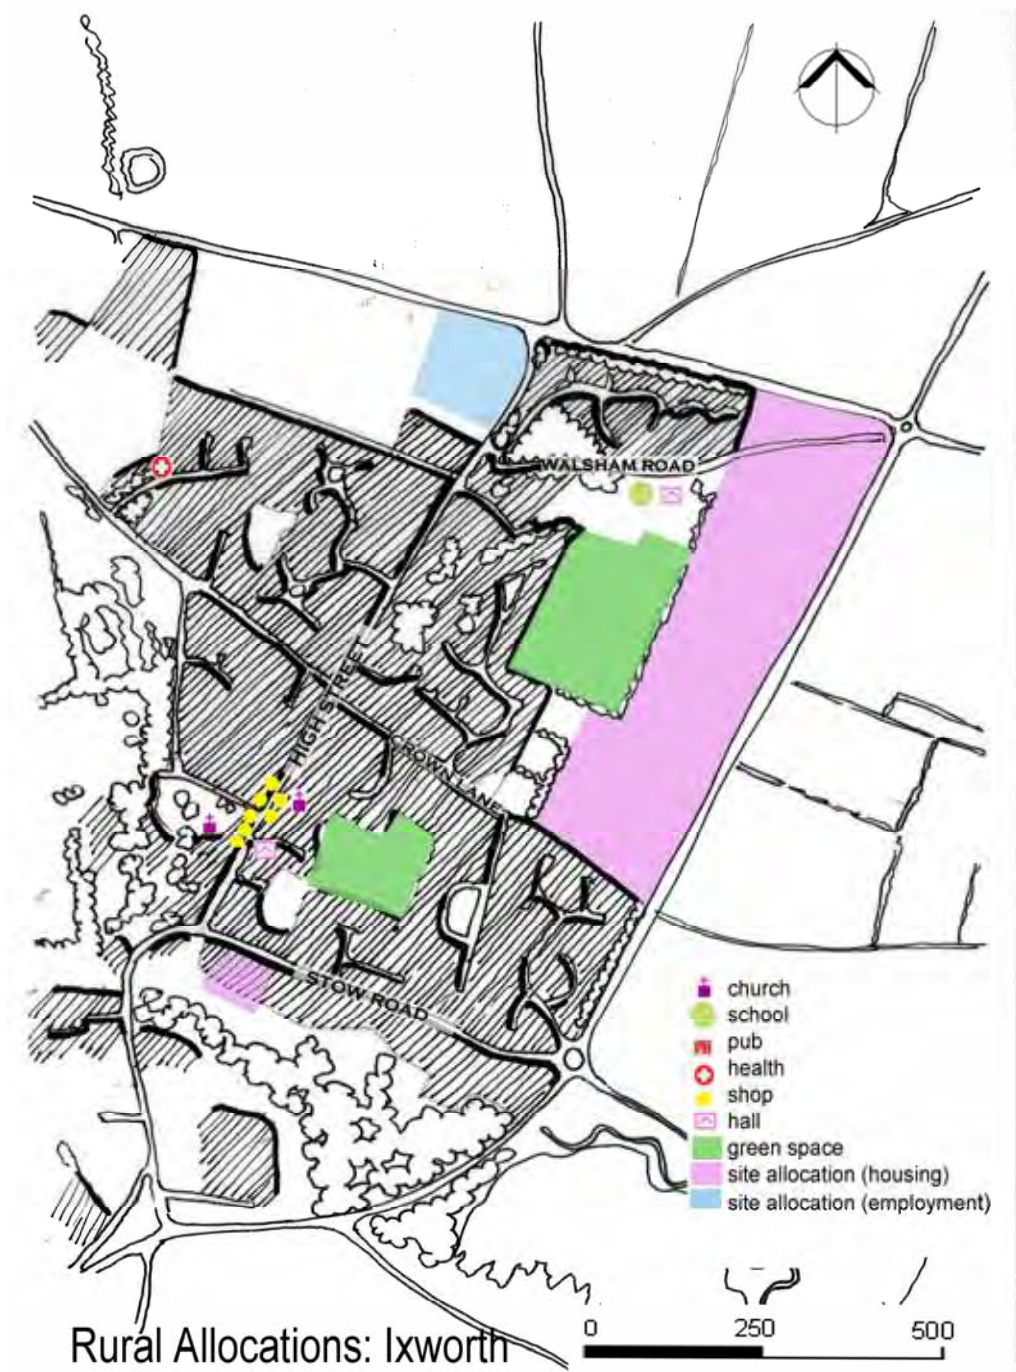 WALSHAM ROAD
HIGH STREET
CROWN LANE
STOW ROAD
church
school
pub
health
shop
hall
green space
site allocation (housing)
site allocation (employment)
Rural Allocations: Ixworth
0 250 500